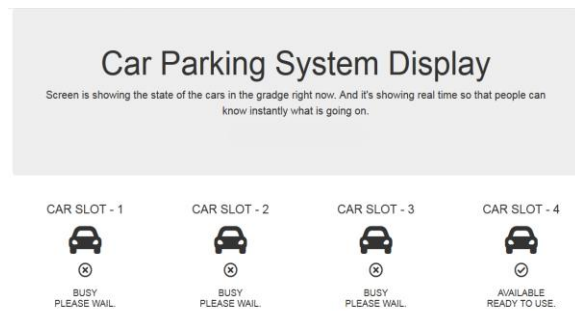 Car Parking System Display
Screen is showing the state of the cars in the gradge right now. And it's showing real time so that people can
know instantly what is going on.
CAR SLOT - 1
CAR SLOT - 2
CAR SLOT - 3
CAR SLOT - 4
BUSY
PLEASE WAIL.
BUSY
PLEASE WAIL.
BUSY
PLEASE WAIL.
AVAILABLE
READY TO USE.